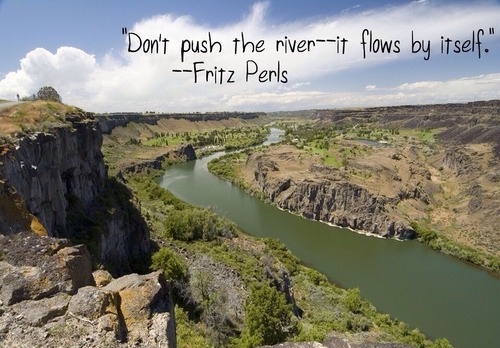 "Don't push the river--it flows by itself."
--Fritz Perls